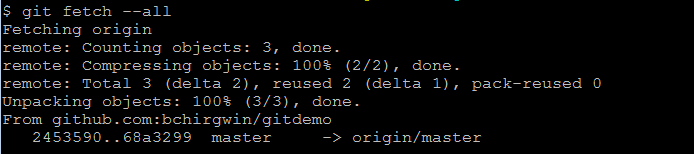 $ git fetch --all
Fetching origin
remote: Counting objects: 3, done.
remote: Compressing objects: 100% (2/2), done.
remote: Total 3 (delta 2), reused 2 (delta 1), pack-reused 0
Unpacking objects: 100% (3/3), done.
From github.com:bchirgwin/gitdemo
   2453590..68a3299  master     -> origin/master